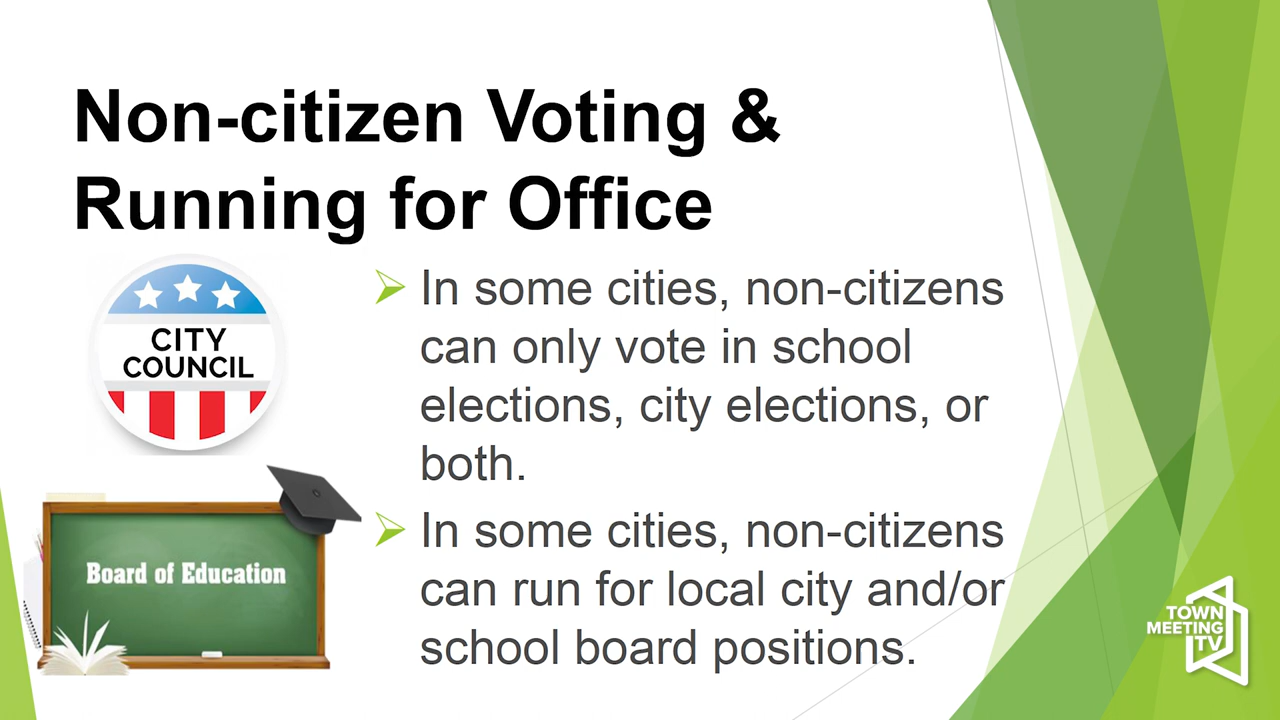 Non-citizen Voting &
Running for Office
CITY
COUNCIL
In some cities, non-citizens
can only vote in school
elections, city elections, or
both.
Board of Education
In some cities, non-citizens
can run for local city and/or
school board positions.
TOWN
MEETING
TV